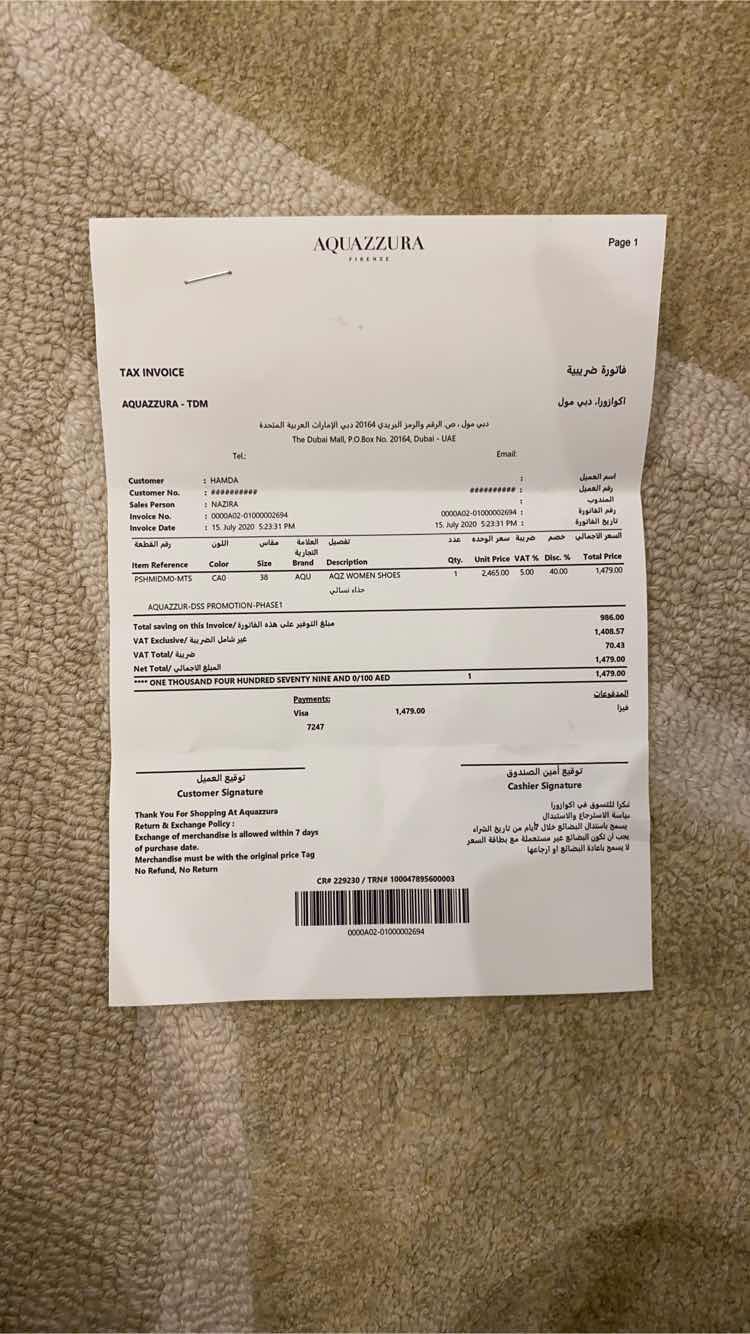 AQUAZZURA
FIRENZE
Page 1
TAX INVOICE فاتورة ضريبية
AQUAZZURA - TDM اكوازورا، دبي مول
دبي مول ، ص. الرقم والرمز البريدي 20164 دبي الإمارات العربية المتحدة
The Dubai Mall, P.O.Box No. 20164, Dubai - UAE
Tel.: Email:
Customer : HAMDA : اسم العميل
Customer No. : ########## ########## : رقم العميل
Sales Person : NAZIRA : المندوب
Invoice No. : 0000A02-01000002694 0000A02-01000002694 : رقم الفاتورة
Invoice Date : 15. July 2020 5:23:31 PM 15. July 2020 5:23:31 PM : تاريخ الفاتورة
رقم القطعة اللون مقاس العلامة التجارية تفصيل عدد سعر الوحده ضريبة خصم السعر الاجمالي
Item Reference Color Size Brand Description Qty. Unit Price VAT % Disc. % Total Price
PSHMIDM0-MTS CA0 38 AQU AQZ WOMEN SHOES 1 2,465.00 5.00 40.00 1,479.00
حذاء نسائي
AQUAZZUR-DSS PROMOTION-PHASE1
Total saving on this Invoice/ مبلغ التوفير على هذه الفاتورة 986.00
VAT Exclusive/ غير شامل الضريبة 1,408.57
VAT Total/ ضريبة 70.43
Net Total/ المبلغ الاجمالي 1,479.00
**** ONE THOUSAND FOUR HUNDRED SEVENTY NINE AND 0/100 AED 1 1,479.00
Payments: المدفوعات
Visa 1,479.00 فيزا
7247
توقيع العميل توقيع أمين الصندوق
Customer Signature Cashier Signature
Thank You For Shopping At Aquazzura
Return & Exchange Policy :
Exchange of merchandise is allowed within 7 days
of purchase date.
Merchandise must be with the original price Tag
No Refund, No Return
شكرا للتسوق في اكوازورا
سياسة الاسترجاع والاستبدال
يسمح باستدال البضائع خلال 7أيام من تاريخ الشراء
يجب ان تكون البضائع غير مستعملة مع بطاقة السعر
لا يسمح باعادة البضائع او ارجاعها
CR# 229230 / TRN# 100047895600003
0000A02-01000002694